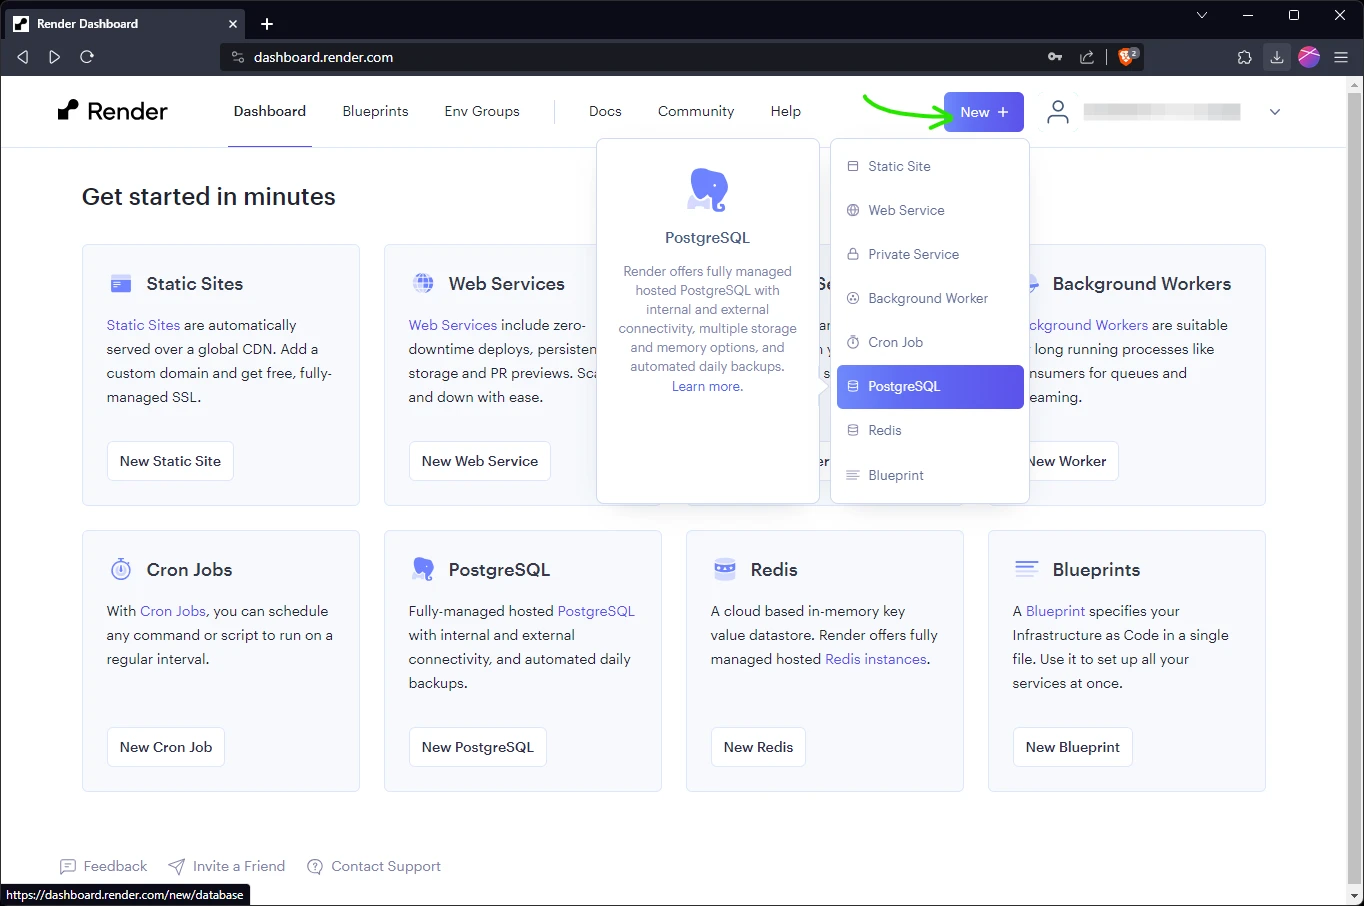 Render Dashboard
dashboard.render.com
2
Render
Dashboard
Blueprints
Env Groups
Docs
Community
Help
New +
Get started in minutes
Static Sites
Static Sites are automatically
served over a global CDN. Add a
custom domain and get free, fully-
managed SSL.
New Static Site
Web Services
Web Services include zero-
downtime deploys, persisten
storage and PR previews. Sca
and down with ease.
New Web Service
PostgreSQL
Render offers fully managed
hosted PostgreSQL with
internal and external
connectivity, multiple storage
and memory options, and
automated daily backups.
Learn more.
Static Site
Web Service
Private Service
Background Worker
Cron Job
PostgreSQL
Redis
Blueprint
Background Workers
ckground Workers are suitable
long running processes like
nsumers for queues and
eaming.
New Worker
Cron Jobs
With Cron Jobs, you can schedule
any command or script to run on a
regular interval.
New Cron Job
PostgreSQL
Fully-managed hosted PostgreSQL
with internal and external
connectivity, and automated daily
backups.
New PostgreSQL
Redis
A cloud based in-memory key
value datastore. Render offers fully
managed hosted Redis instances.
New Redis
Blueprints
A Blueprint specifies your
Infrastructure as Code in a single
file. Use it to set up all your
services at once.
New Blueprint
Feedback
Invite a Friend
Contact Support
https://dashboard.render.com/new/database